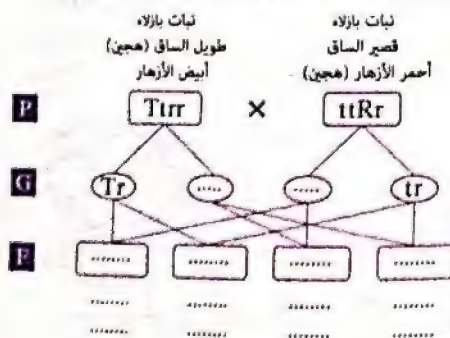 نبات بازلاء
طويل الساق (هجين)
أبيض الأزهار
نبات بازلاء
قصير الساق
أحمر الأزهار (هجين)
P
Ttrr
×
ttRr
G
Tr
.....
.....
tr
F
........
........
........
........
........
........
........
........
........
........
........
........